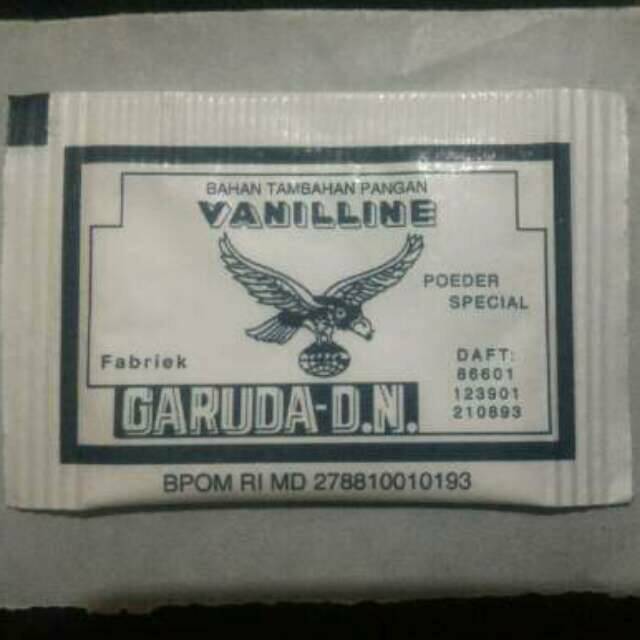 BAHAN TAMBAHAN PANGAN
VANILLINE
POEDER
SPECIAL
Fabriek
DAFT:
86601
123901
210893
GARUDA-D.N.
BPOM RI MD 278810010193